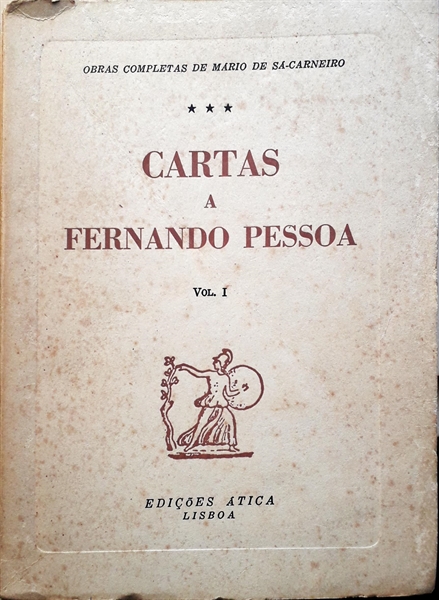 OBRAS COMPLETAS DE MÁRIO DE SÁ-CARNEIRO
★ ★ ★
CARTAS
A
FERNANDO PESSOA
VOL. I
EDIÇÕES ÁTICA
LISBOA